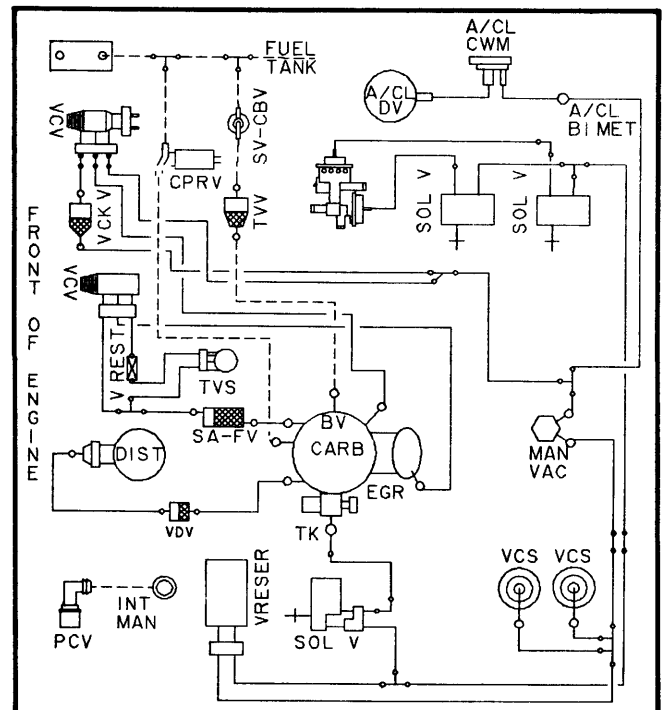 FUEL
TANK
A/CL
CWM
A/CL
DV
A/CL
BIMET
VCV
SV-CBV
CPRV
TVV
VCK V
SOL V
SOL V
FRONT OF ENGINE
VCV
V REST
TVS
SA-FV
BV
CARB
DIST
EGR
MAN
VAC
VDV
TK
VCS
VCS
VRESER
INT
MAN
PCV
SOL V